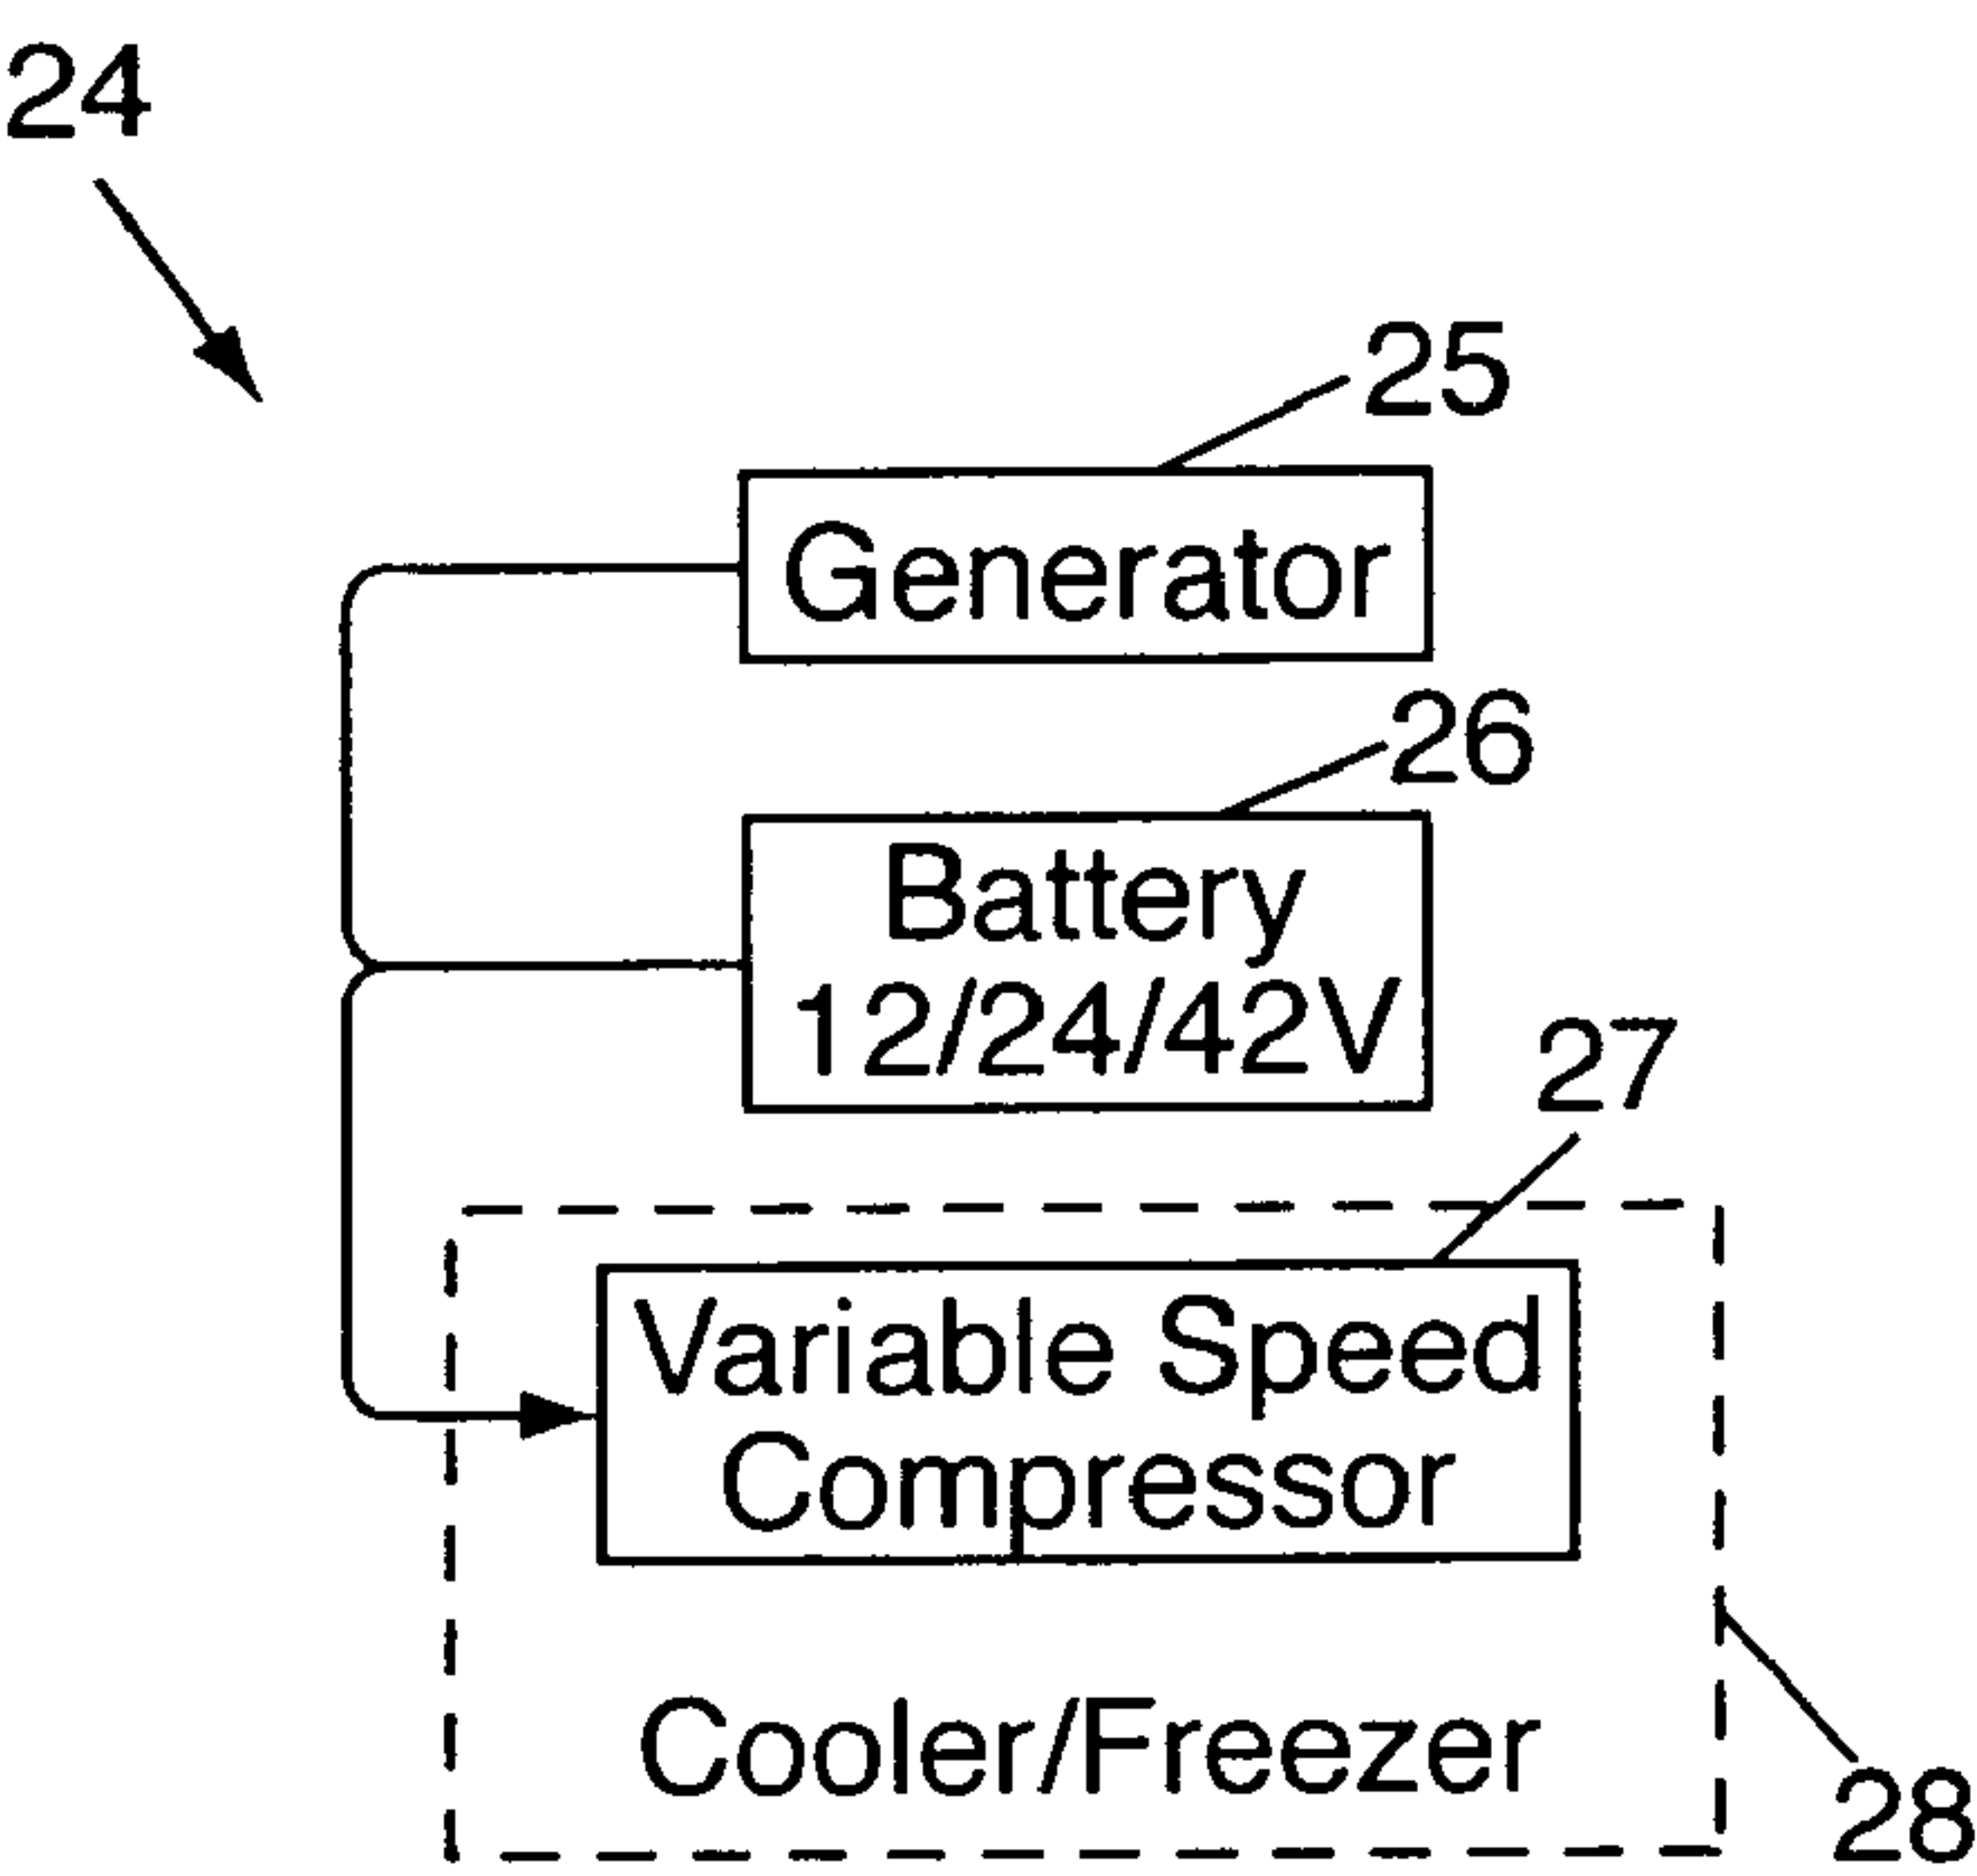 24
25
Generator
26
Battery
12/24/42V
27
Variable Speed
Compressor
Cooler/Freezer
28